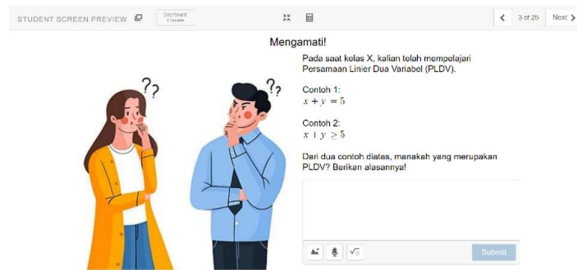 STUDENT SCREEN PREVIEW
3 of 25 Next
Mengamati!
??
??
Pada saat kelas X, kalian telah mempelajari
Persamaan Linier Dua Variabel (PLDV).
Contoh 1:
x + y = 5
Contoh 2:
x + y ≥ 5
Dari dua contoh diatas, manakah yang merupakan
PLDV? Berikan alasannya!
Submit